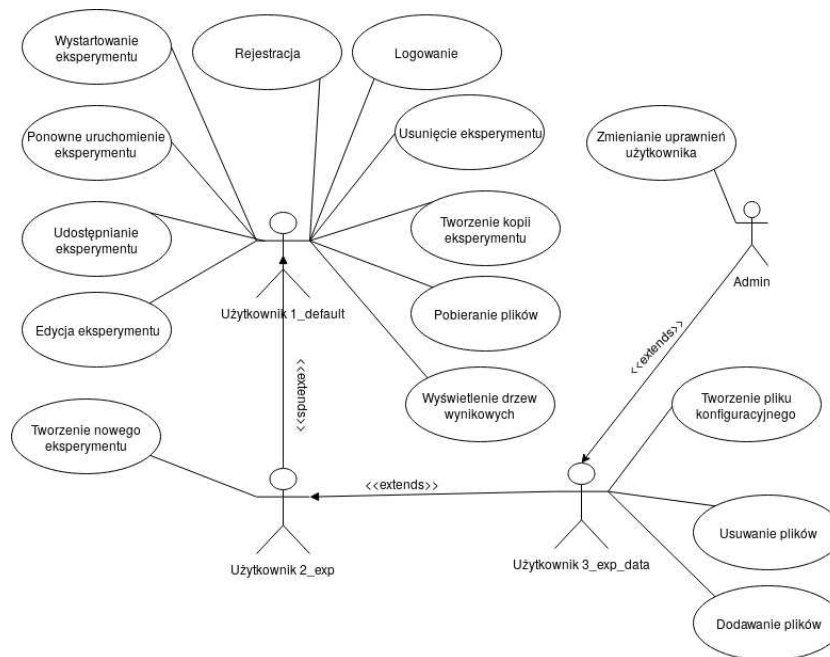 Wystartowanie
eksperymentu
Rejestracja
Logowanie
Ponowne uruchomienie
eksperymentu
Usunięcie eksperymentu
Zmienianie uprawnień
użytkownika
Udostępnianie
eksperymentu
Tworzenie kopii
eksperymentu
Admin
Użytkownik 1_default
Pobieranie plików
Edycja eksperymentu
<<extends>>
<<extends>>
Wyświetlenie drzew
wynikowych
Tworzenie pliku
konfiguracyjnego
Tworzenie nowego
eksperymentu
<<extends>>
Usuwanie plików
Użytkownik 2_exp
Użytkownik 3_exp_data
Dodawanie plików